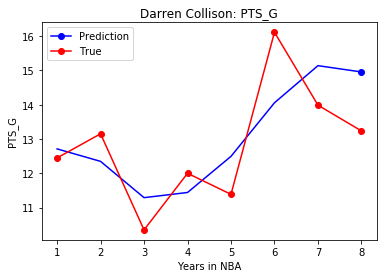 Darren Collison: PTS_G
Prediction
True
PTS_G
16
15
14
13
12
11
1 2 3 4 5 6 7 8
Years in NBA